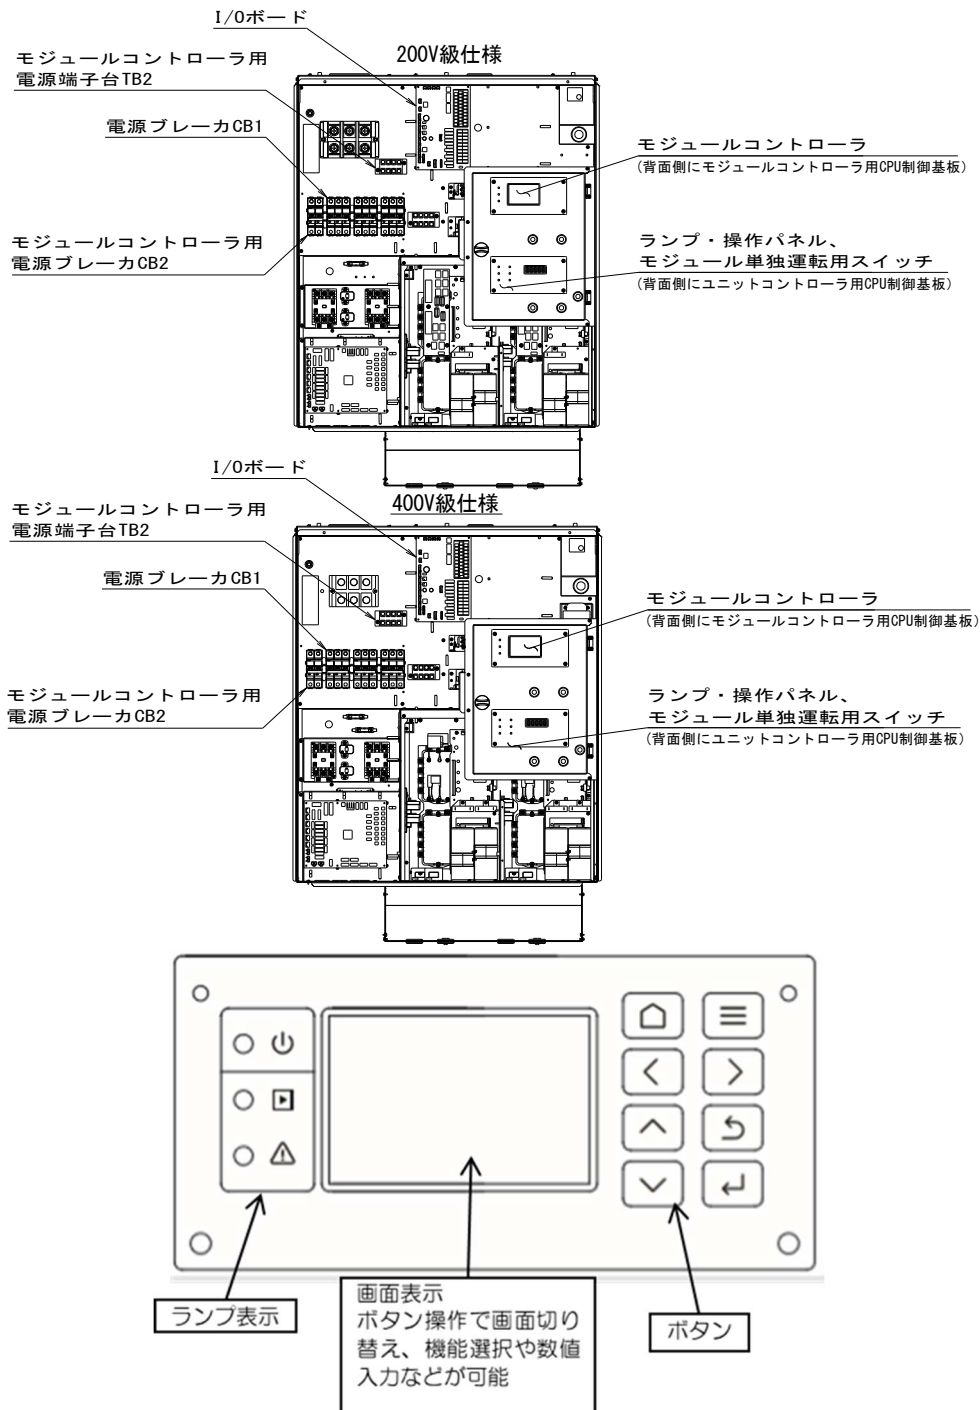 I/Oボード
200V級仕様
モジュールコントローラ用
電源端子台TB2
電源ブレーカCB1
モジュールコントローラ用
電源ブレーカCB2
モジュールコントローラ
(背面側にモジュールコントローラ用CPU制御基板)
ランプ・操作パネル、
モジュール単独運転用スイッチ
(背面側にユニットコントローラ用CPU制御基板)
I/Oボード
400V級仕様
モジュールコントローラ用
電源端子台TB2
電源ブレーカCB1
モジュールコントローラ用
電源ブレーカCB2
モジュールコントローラ
(背面側にモジュールコントローラ用CPU制御基板)
ランプ・操作パネル、
モジュール単独運転用スイッチ
(背面側にユニットコントローラ用CPU制御基板)
ランプ表示
画面表示
ボタン操作で画面切り
替え、機能選択や数値
入力などが可能
ボタン